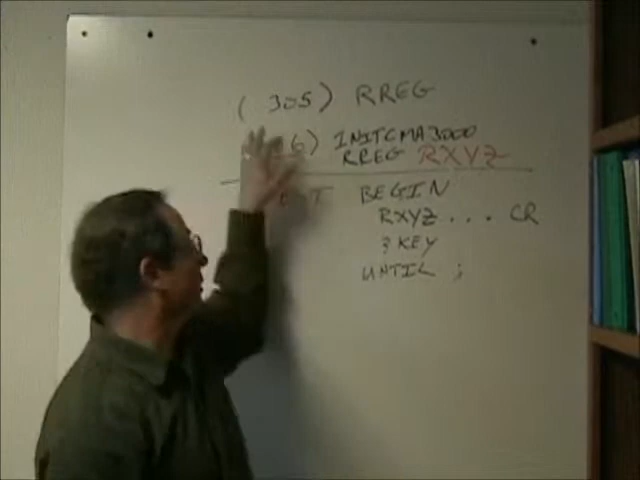 ( 305) RREG
6) INITCMA3000
RREG RXYZ
T BEGIN
RXYZ . . . CR
?KEY
UNTIL ;